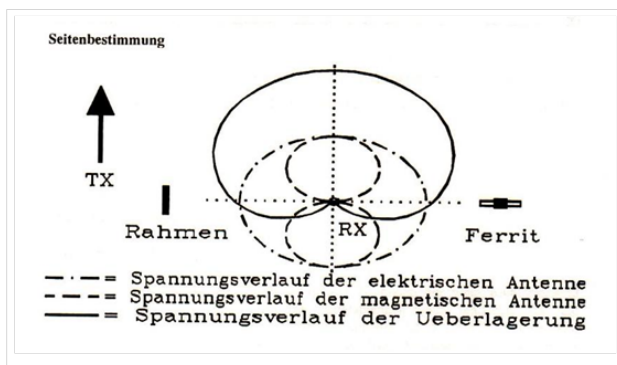 Seitenbestimmung
TX
Rahmen
RX
Ferrit
= Spannungsverlauf der elektrischen Antenne
= Spannungsverlauf der magnetischen Antenne
= Spannungsverlauf der Ueberlagerung